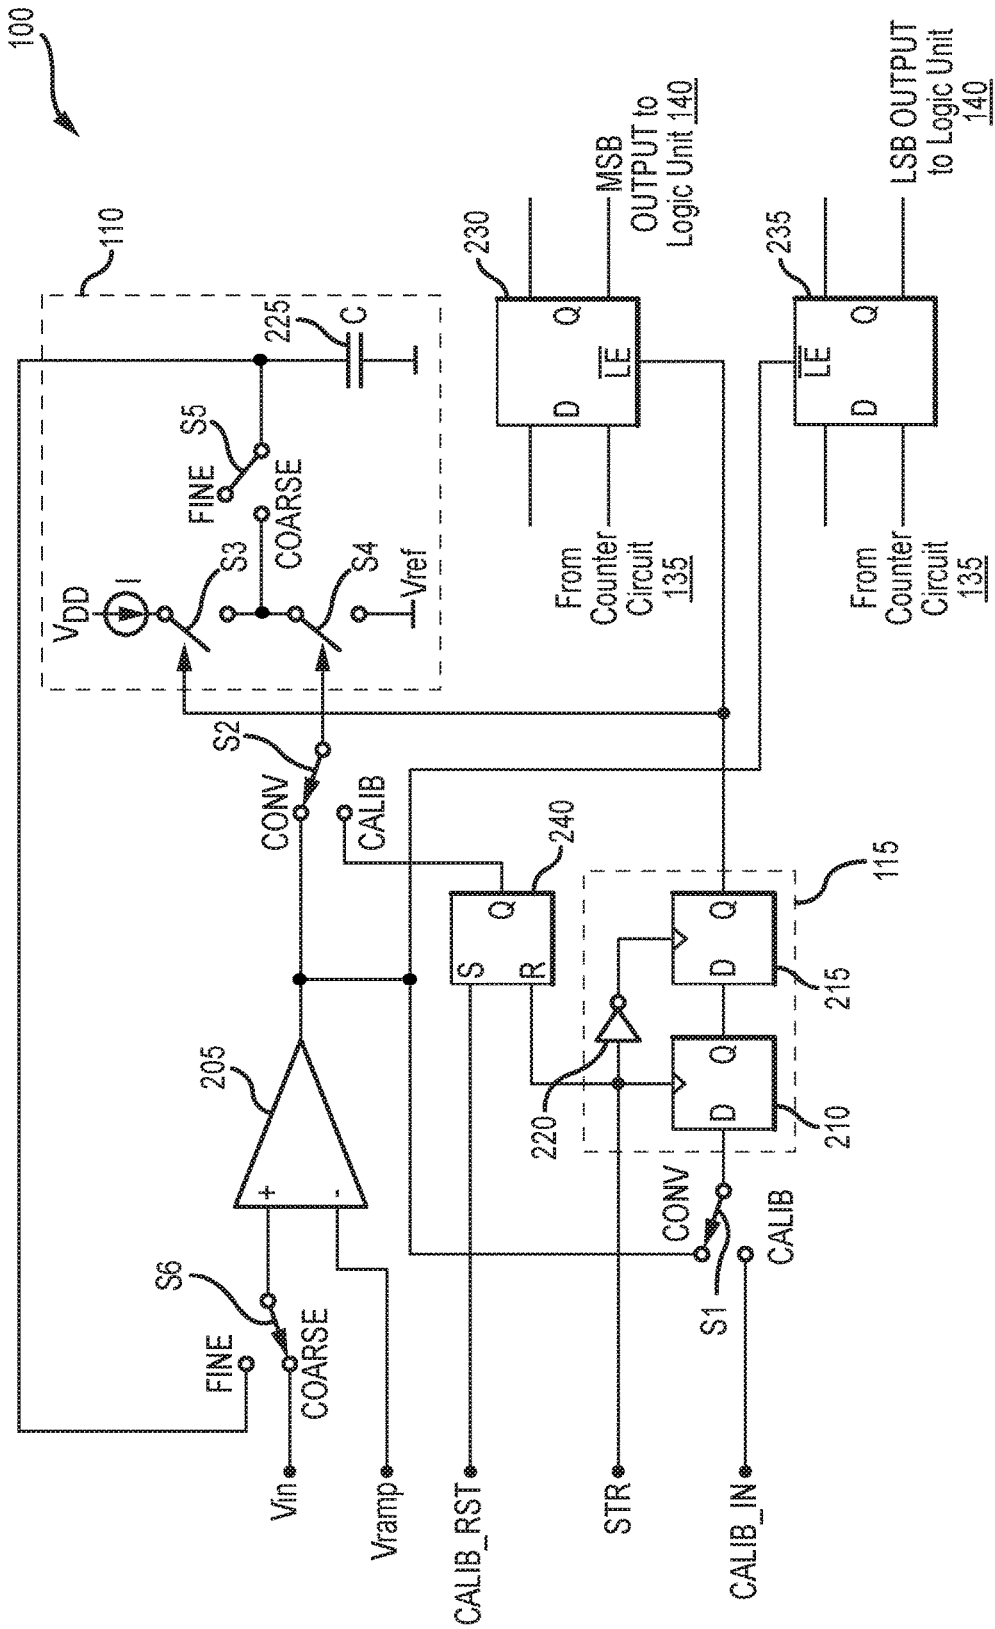 100
110
VDD
I
S3
S4
Vref
FINE
S5
COARSE
225
C
S2
CONV
CALIB
205
+
-
S6
FINE
COARSE
Vin
Vramp
CALIB_RST
STR
CALIB_IN
S
R
Q
240
220
115
D
Q
210
D
Q
215
CONV
CALIB
S1
230
D
Q
LE
From
Counter
Circuit
135
MSB
OUTPUT to
Logic Unit 140
235
D
Q
LE
From
Counter
Circuit
135
LSB OUTPUT
to Logic Unit
140